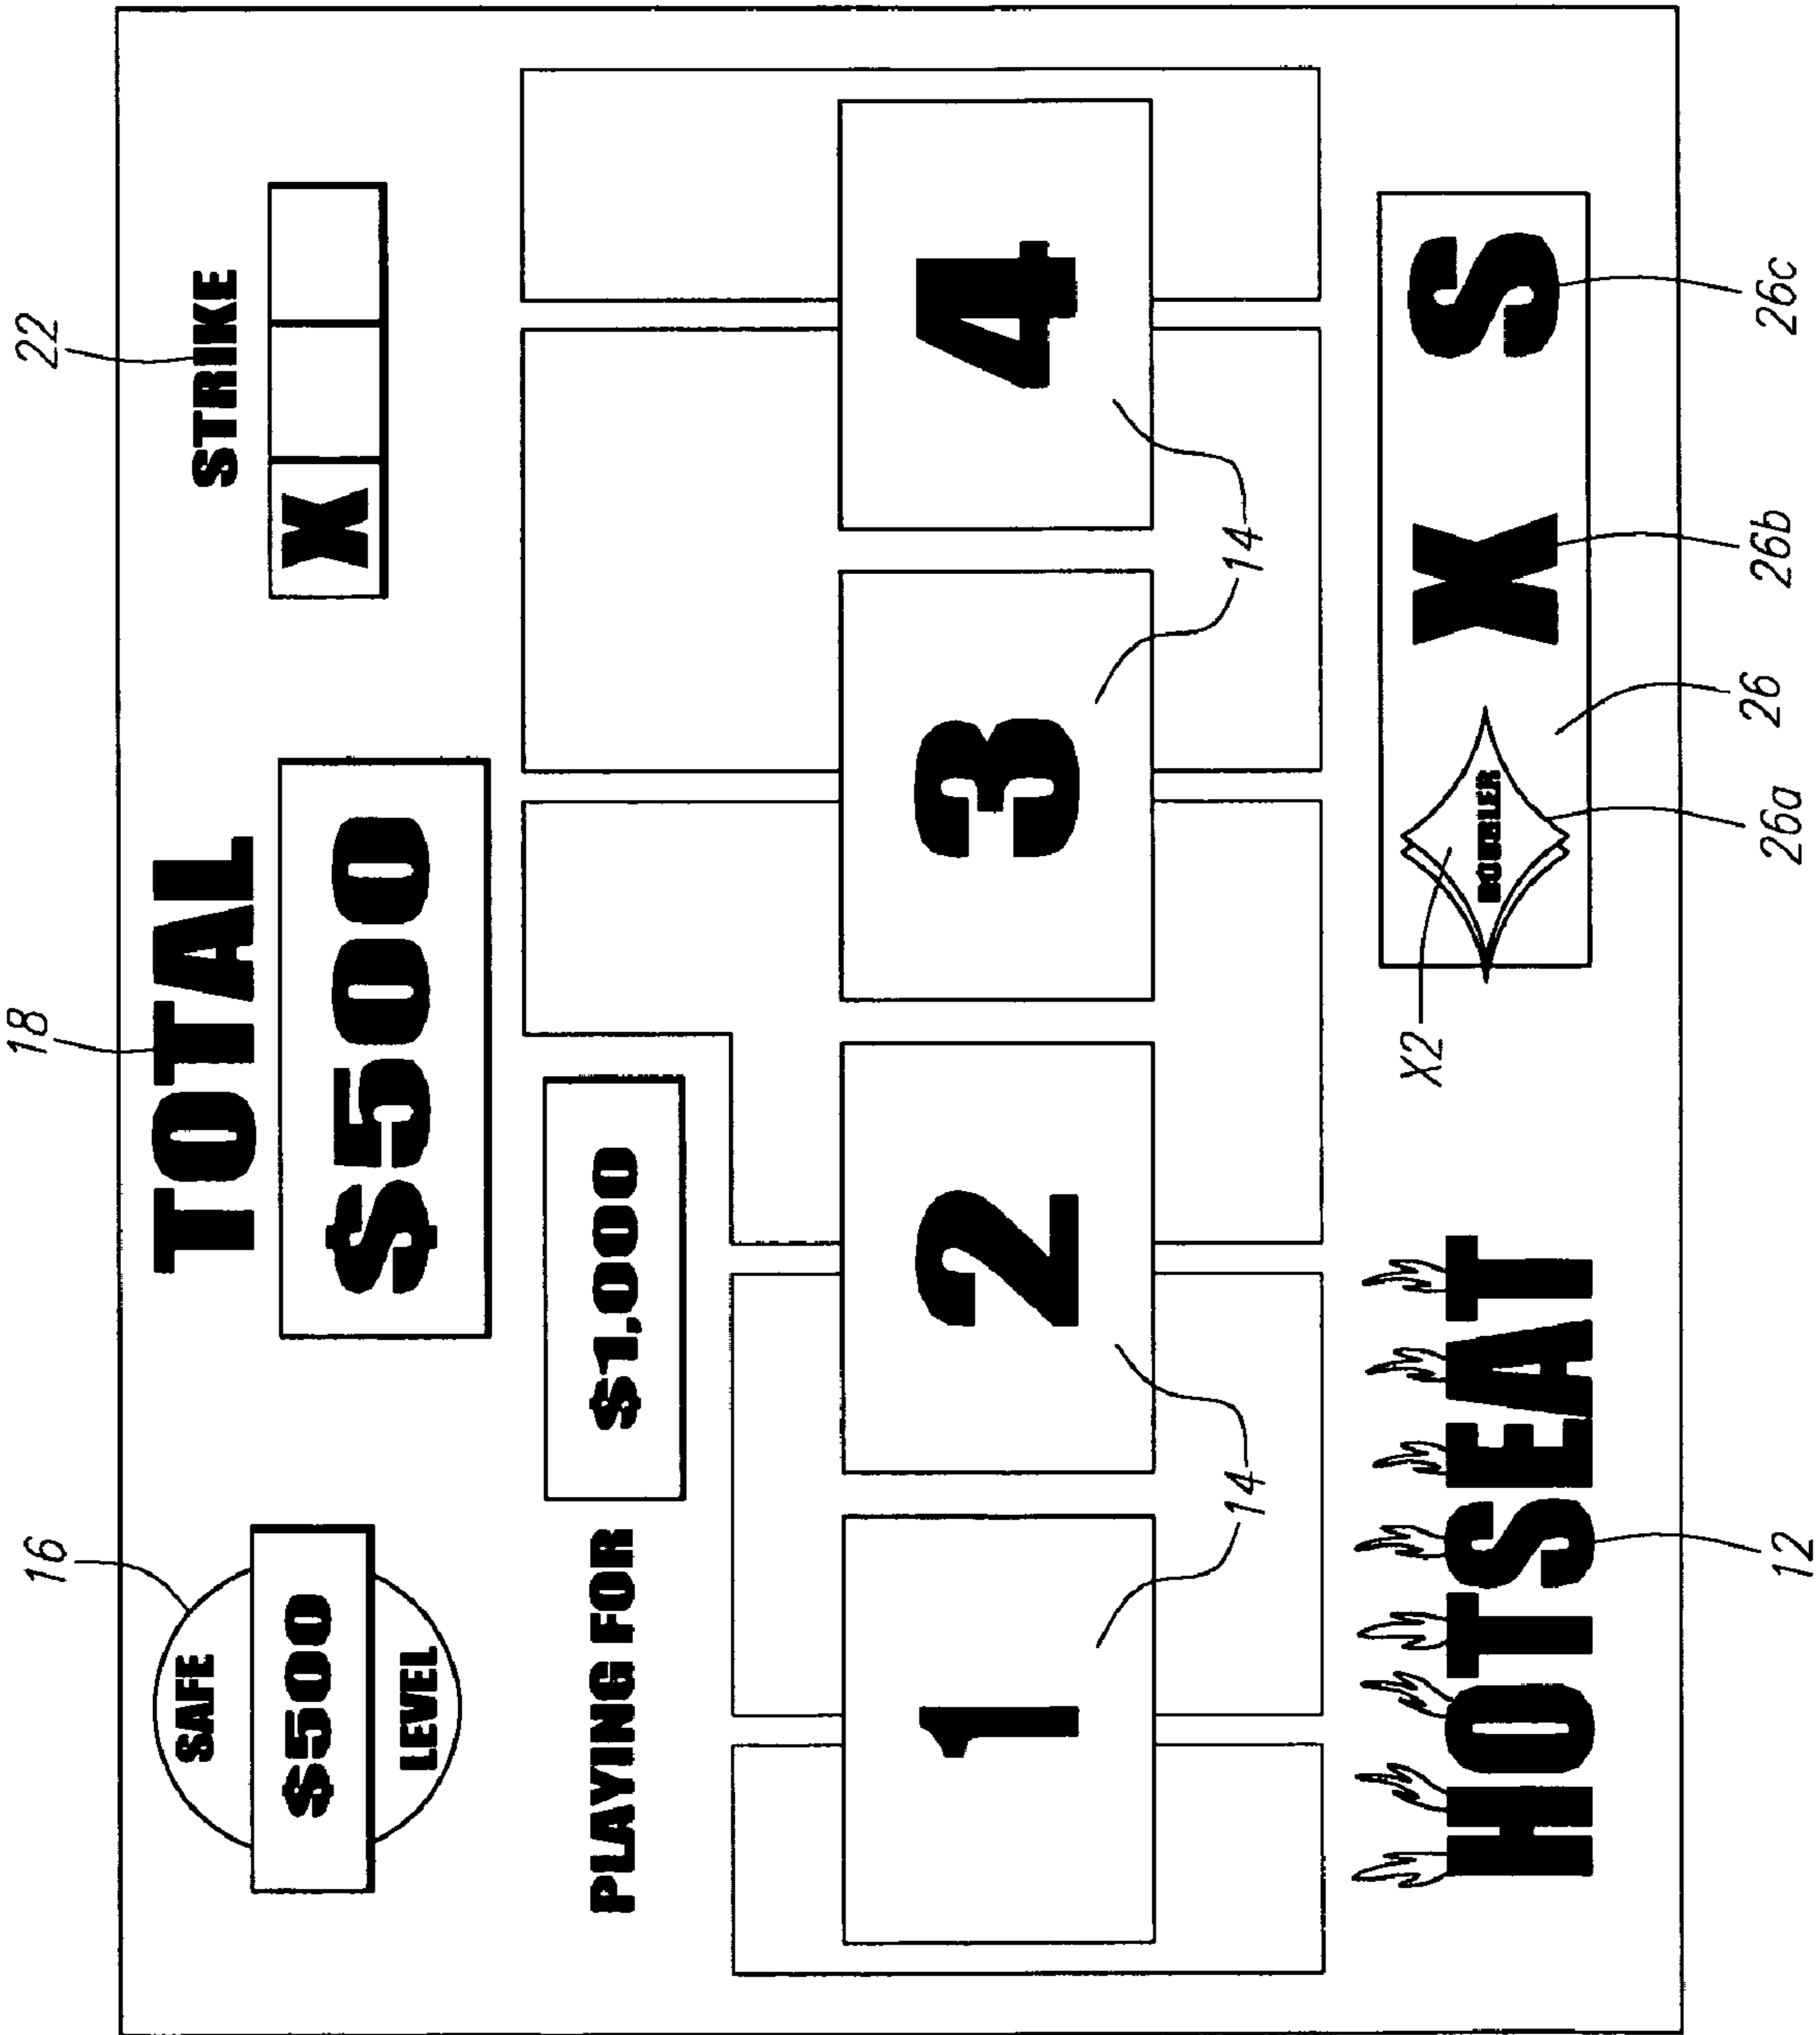 16
18
22
SAFE
$500
LEVEL
TOTAL
$500
STRIKE
X
PLAYING FOR
$1,000
1
2
3
4
14
14
HOTSEAT
X2
DOUBLER
X
S
12
26a
26
26b
26c